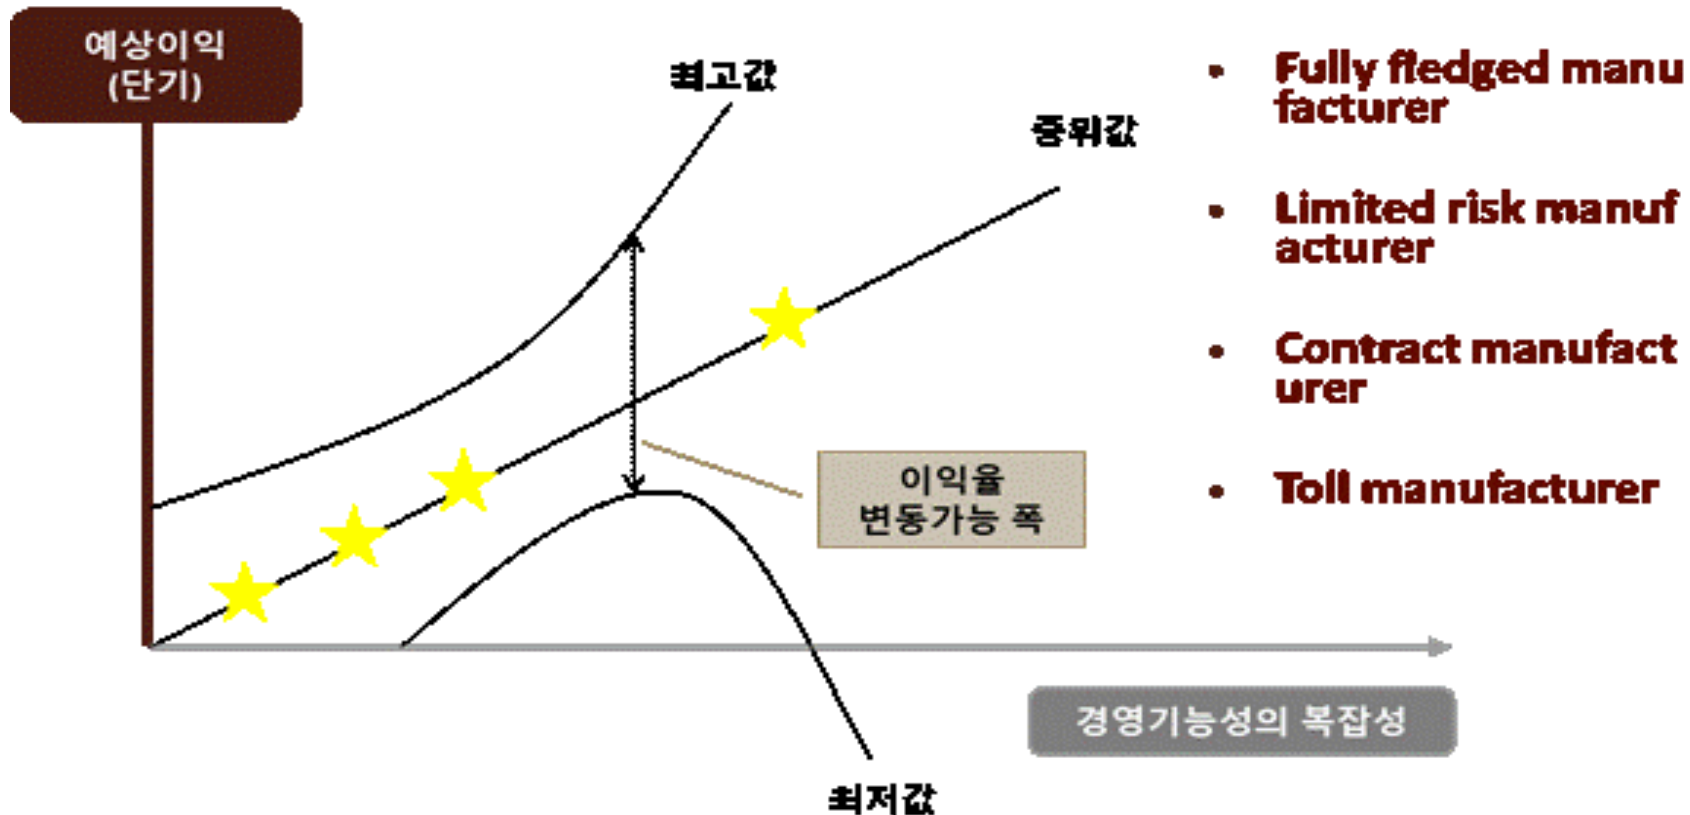 예상이익
(단기)
최고값
중위값
이익율
변동가능 폭
최저값
경영기능성의 복잡성
• Fully fledged manu
facturer
• Limited risk manuf
acturer
• Contract manufact
urer
• Toll manufacturer